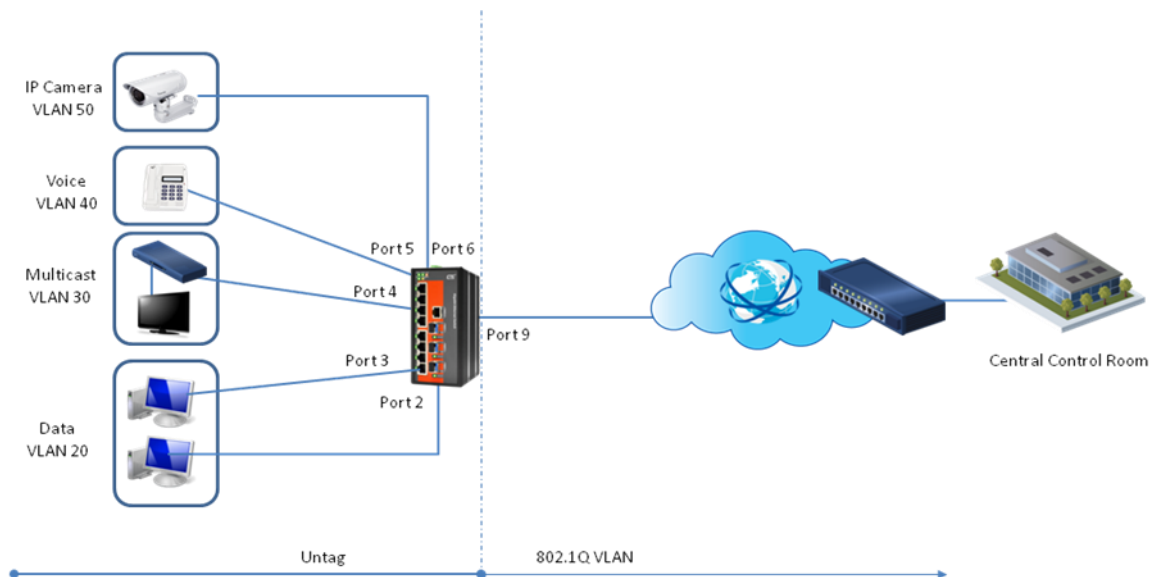 IP Camera
VLAN 50
Voice
VLAN 40
Multicast
VLAN 30
Data
VLAN 20
Port 5
Port 6
Port 4
Port 3
Port 2
Port 9
Central Control Room
Untag
802.1Q VLAN